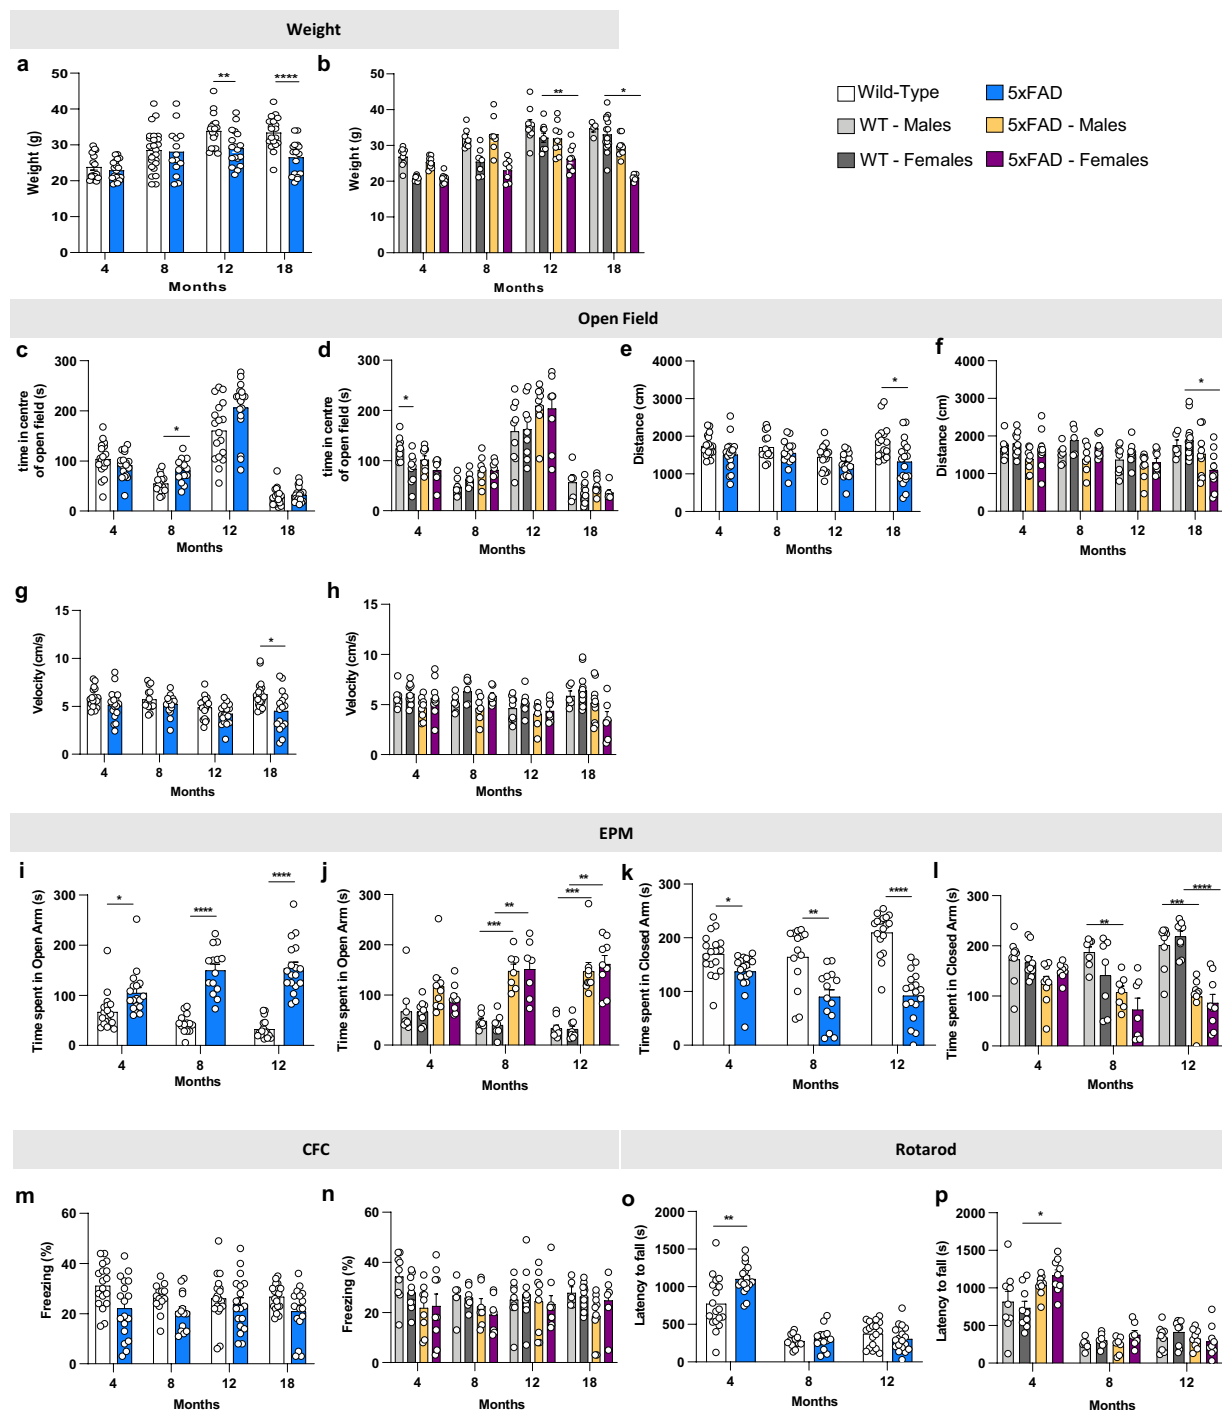 Weight
a
b
**
****
50
40
30
20
10
0
Weight (g)
4
8
12
18
Months
**
*
50
40
30
20
10
0
Weight (g)
4
8
12
18
Months
Wild-Type
5xFAD
WT - Males
5xFAD - Males
WT - Females
5xFAD - Females
Open Field
c
*
300
200
100
0
time in centre
of open field (s)
4
8
12
18
Months
d
*
300
200
100
0
time in centre
of open field (s)
4
8
12
18
Months
e
*
4000
3000
2000
1000
0
Distance (cm)
4
8
12
18
Months
f
*
4000
3000
2000
1000
0
Distance (cm)
4
8
12
18
Months
g
*
15
10
5
0
Velocity (cm/s)
4
8
12
18
Months
h
15
10
5
0
Velocity (cm/s)
4
8
12
18
Months
EPM
i
*
****
****
300
200
100
0
Time spent in Open Arm (s)
4
8
12
Months
j
***
**
***
**
300
200
100
0
Time spent in Open Arm (s)
4
8
12
Months
k
*
**
****
300
200
100
0
Time spent in Closed Arm (s)
4
8
12
Months
l
**
***
****
300
200
100
0
Time spent in Closed Arm (s)
4
8
12
Months
CFC
Rotarod
m
60
40
20
0
Freezing (%)
4
8
12
18
Months
n
60
40
20
0
Freezing (%)
4
8
12
18
Months
o
**
2000
1500
1000
500
0
Latency to fall (s)
4
8
12
Months
p
*
2000
1500
1000
500
0
Latency to fall (s)
4
8
12
Months